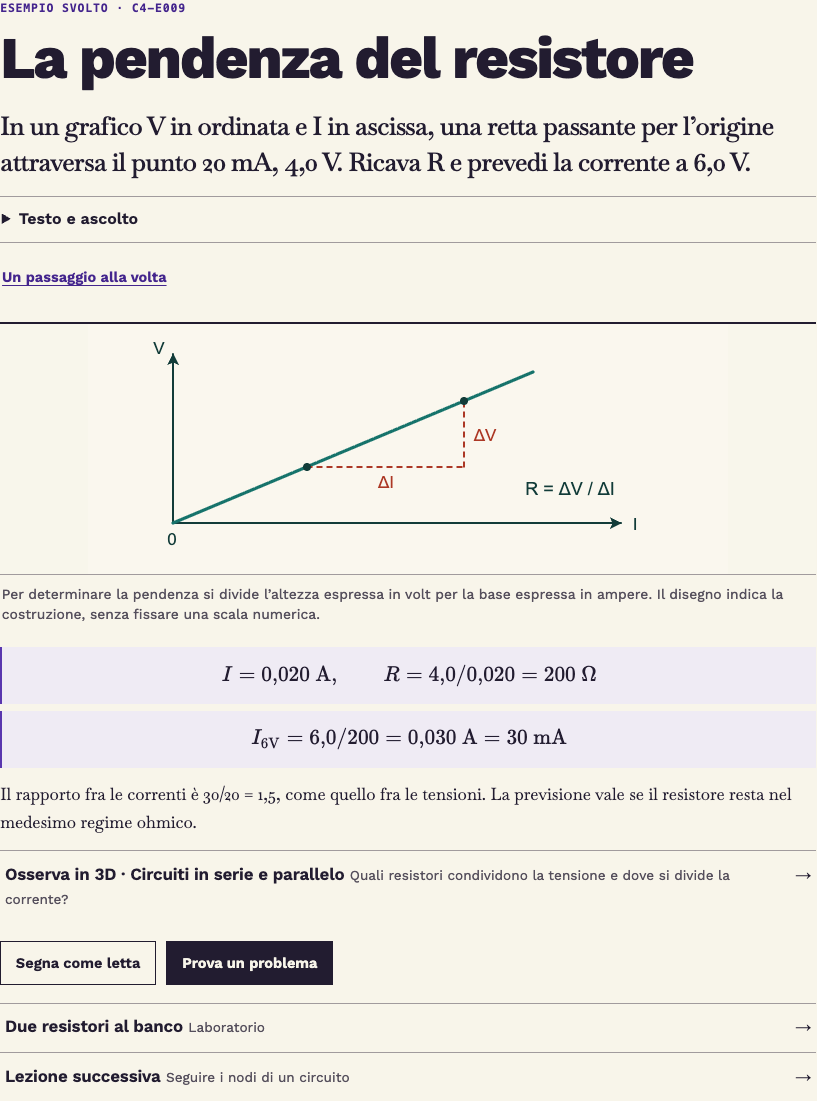 ESEMPIO SVOLTO · C4-E009
La pendenza del resistore
In un grafico V in ordinata e I in ascissa, una retta passante per l’origine
attraversa il punto 20 mA, 4,0 V. Ricava R e prevedi la corrente a 6,0 V.
▶ Testo e ascolto
Un passaggio alla volta
V
ΔV
ΔI
R = ΔV / ΔI
I
0
Per determinare la pendenza si divide l’altezza espressa in volt per la base espressa in ampere. Il disegno indica la
costruzione, senza fissare una scala numerica.
I = 0,020 A, R = 4,0/0,020 = 200 Ω
I6V = 6,0/200 = 0,030 A = 30 mA
Il rapporto fra le correnti è 30/20 = 1,5, come quello fra le tensioni. La previsione vale se il resistore resta nel
medesimo regime ohmico.
Osserva in 3D · Circuiti in serie e parallelo Quali resistori condividono la tensione e dove si divide la →
corrente?
Segna come letta Prova un problema
Due resistori al banco Laboratorio →
Lezione successiva Seguire i nodi di un circuito →